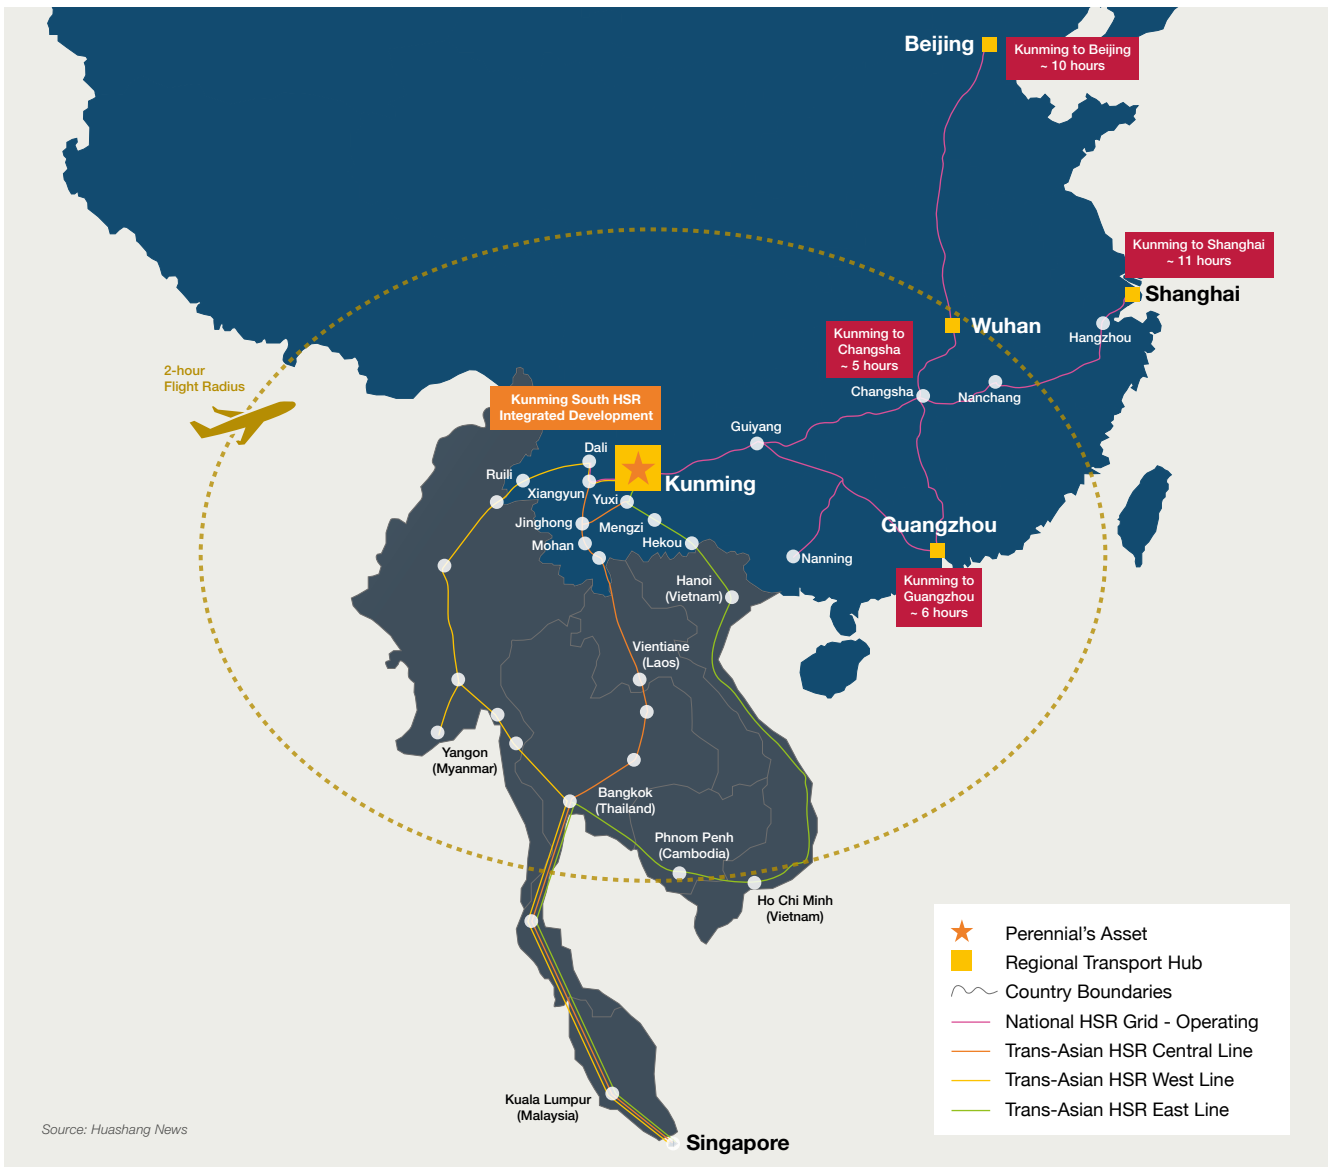 Beijing
Kunming to Beijing
~ 10 hours
Kunming to Shanghai
~ 11 hours
Shanghai
Wuhan
Hangzhou
Kunming to
Changsha
~ 5 hours
Changsha
Nanchang
2-hour
Flight Radius
Kunming South HSR
Integrated Development
Guiyang
Dali
Ruili
Xiangyun
Kunming
Yuxi
Jinghong
Mengzi
Mohan
Hekou
Guangzhou
Nanning
Kunming to
Guangzhou
~ 6 hours
Hanoi
(Vietnam)
Vientiane
(Laos)
Yangon
(Myanmar)
Bangkok
(Thailand)
Phnom Penh
(Cambodia)
Ho Chi Minh
(Vietnam)
Kuala Lumpur
(Malaysia)
Singapore
Perennial's Asset
Regional Transport Hub
Country Boundaries
National HSR Grid - Operating
Trans-Asian HSR Central Line
Trans-Asian HSR West Line
Trans-Asian HSR East Line
Source: Huashang News